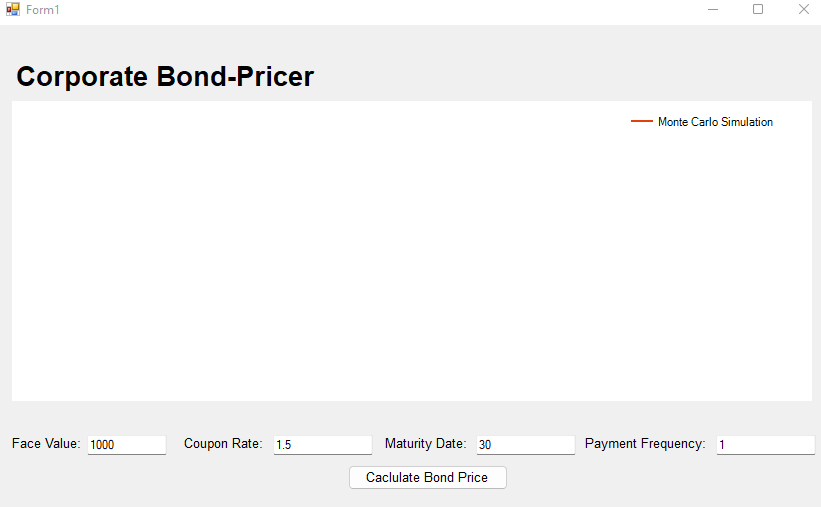 Form1
Corporate Bond-Pricer
Monte Carlo Simulation
Face Value: 1000 Coupon Rate: 1.5 Maturity Date: 30 Payment Frequency: 1
Caclulate Bond Price